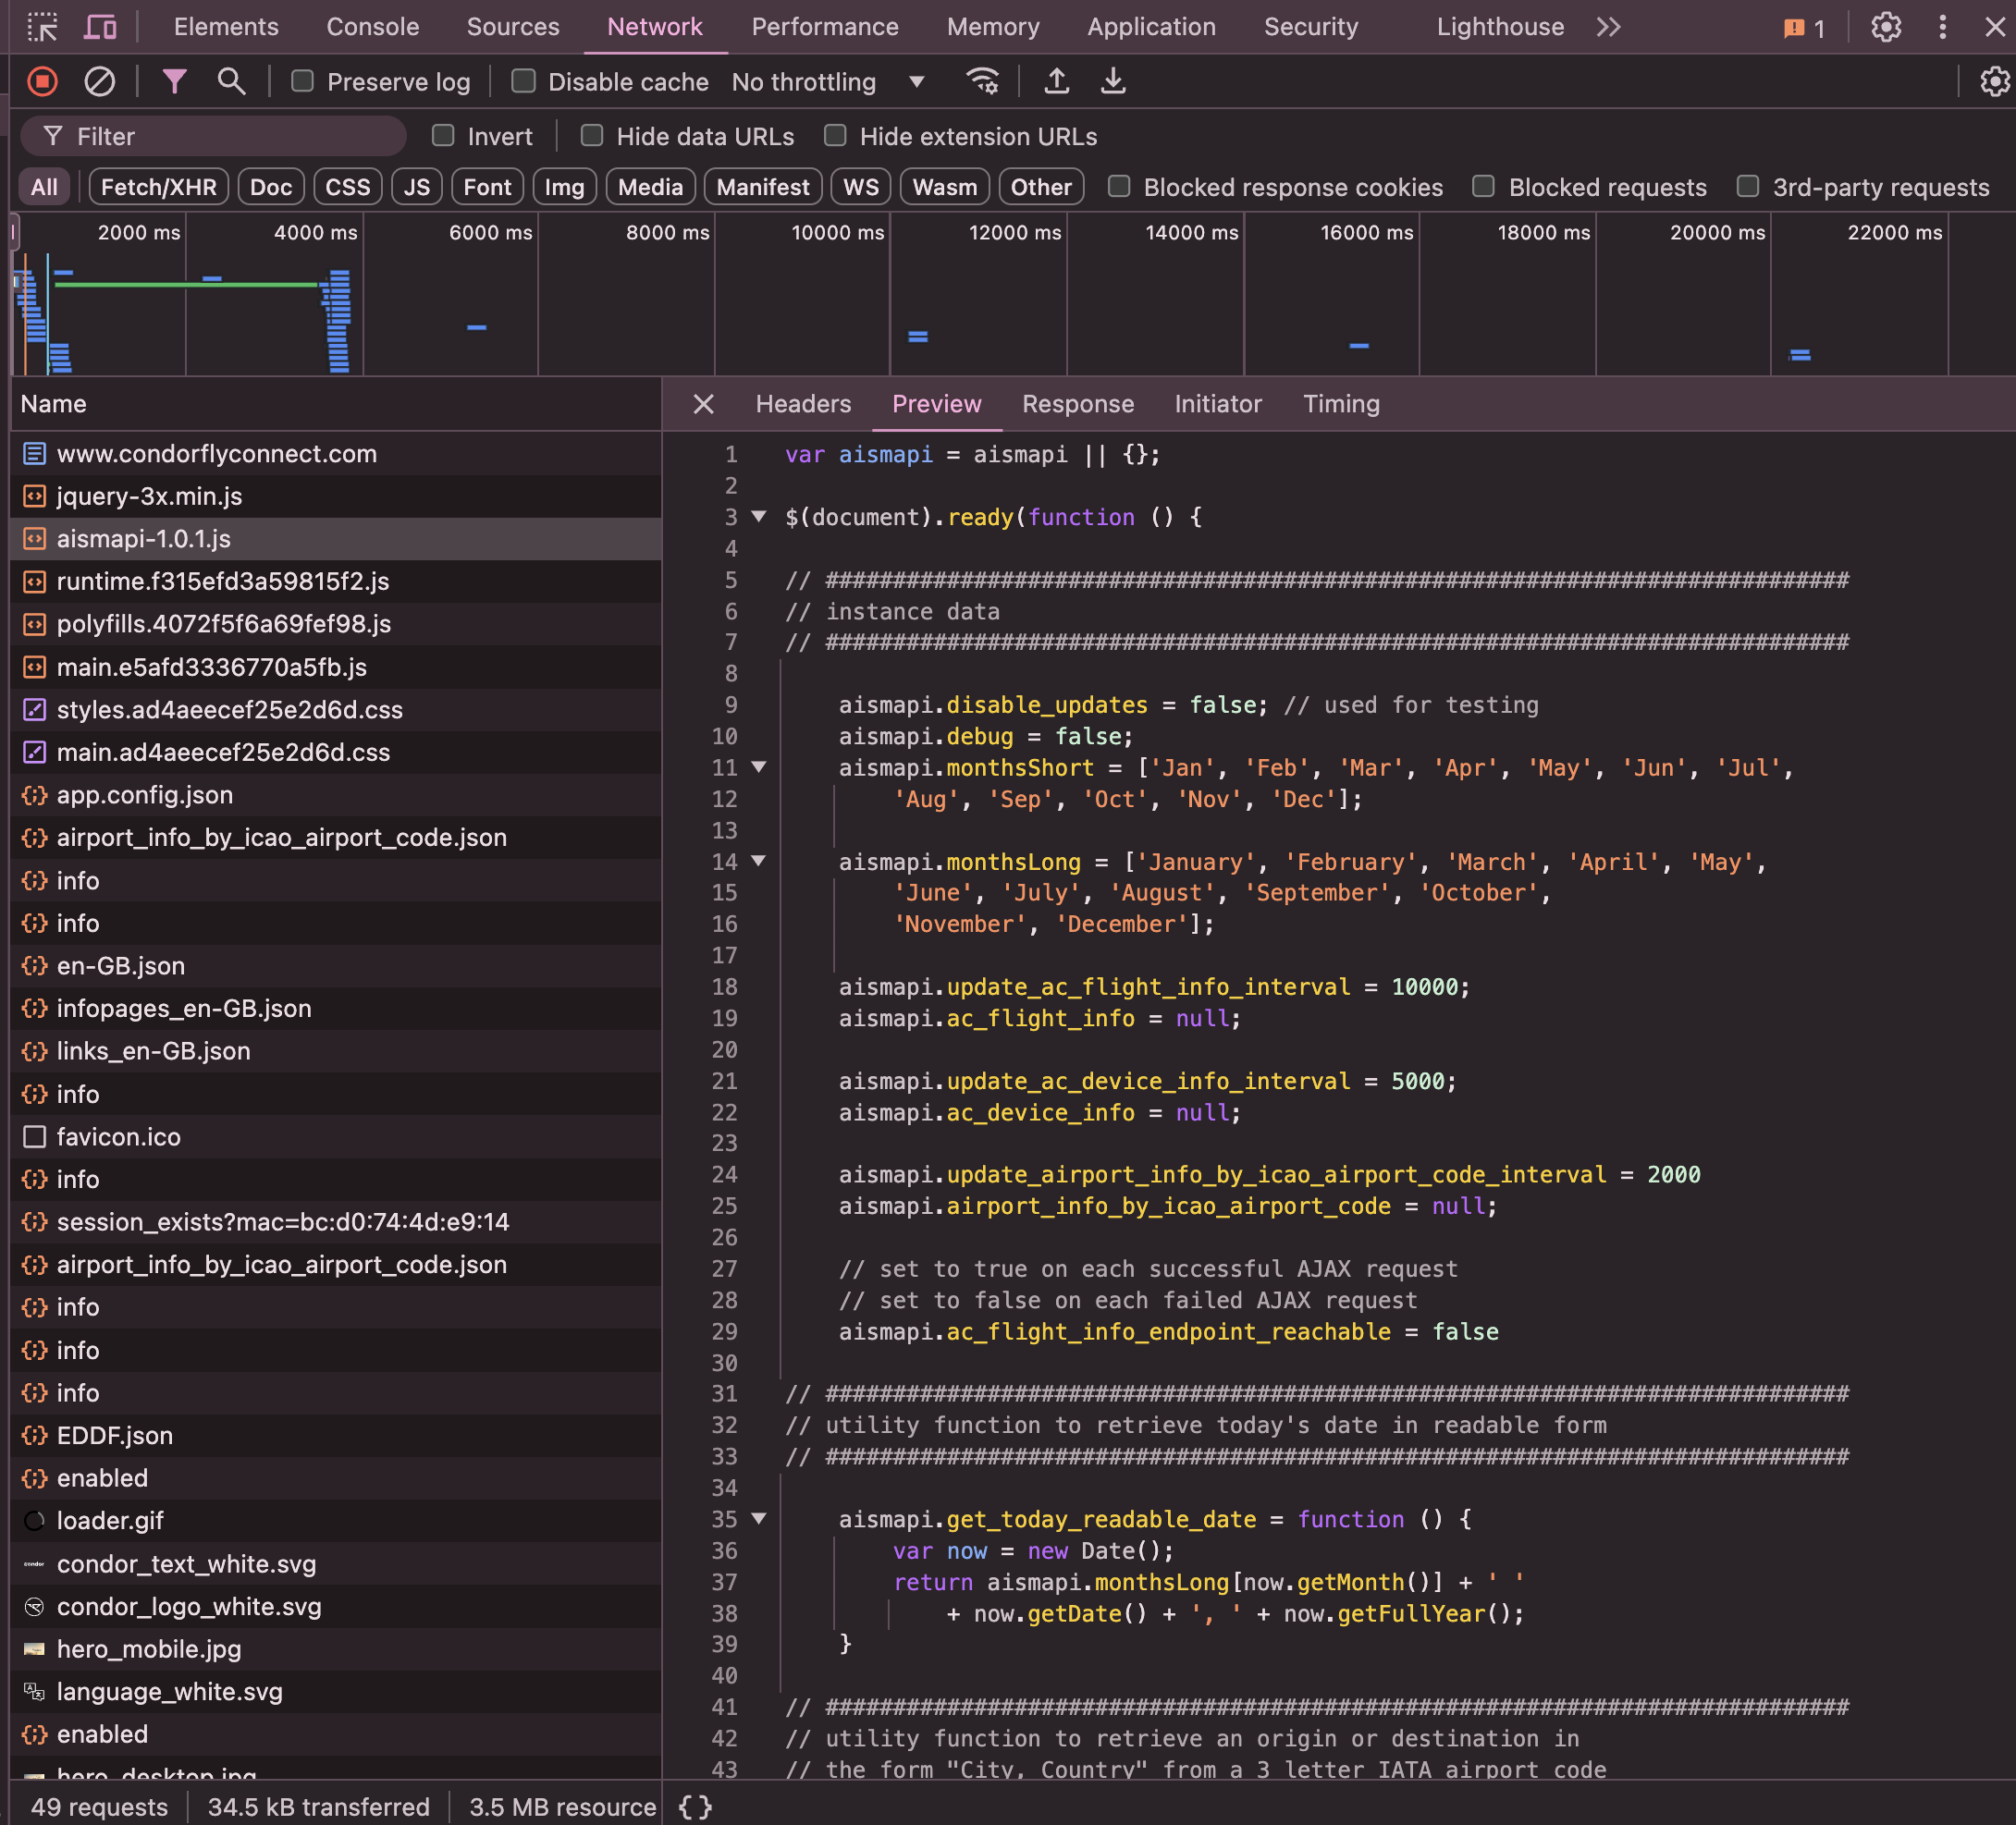 Elements Console Sources Network Performance Memory Application Security Lighthouse 1
Preserve log Disable cache No throttling
Filter Invert Hide data URLs Hide extension URLs
All Fetch/XHR Doc CSS JS Font Img Media Manifest WS Wasm Other Blocked response cookies Blocked requests 3rd-party requests
2000 ms 4000 ms 6000 ms 8000 ms 10000 ms 12000 ms 14000 ms 16000 ms 18000 ms 20000 ms 22000 ms
Name
www.condorflyconnect.com
jquery-3x.min.js
aismapi-1.0.1.js
runtime.f315efd3a59815f2.js
polyfills.4072f5f6a69fef98.js
main.e5afd3336770a5fb.js
styles.ad4aeecef25e2d6d.css
main.ad4aeecef25e2d6d.css
app.config.json
airport_info_by_icao_airport_code.json
info
info
en-GB.json
infopages_en-GB.json
links_en-GB.json
info
favicon.ico
info
session_exists?mac=bc:d0:74:4d:e9:14
airport_info_by_icao_airport_code.json
info
info
info
EDDF.json
enabled
loader.gif
condor_text_white.svg
condor_logo_white.svg
hero_mobile.jpg
language_white.svg
enabled
hero_desktop.jpg
49 requests 34.5 kB transferred 3.5 MB resource
Headers Preview Response Initiator Timing
1 var aismapi = aismapi || {};
2
3 $(document).ready(function () {
4
5 // ############################################################################
6 // instance data
7 // ############################################################################
8
9 aismapi.disable_updates = false; // used for testing
10 aismapi.debug = false;
11 aismapi.monthsShort = ['Jan', 'Feb', 'Mar', 'Apr', 'May', 'Jun', 'Jul',
12 'Aug', 'Sep', 'Oct', 'Nov', 'Dec'];
13
14 aismapi.monthsLong = ['January', 'February', 'March', 'April', 'May',
15 'June', 'July', 'August', 'September', 'October',
16 'November', 'December'];
17
18 aismapi.update_ac_flight_info_interval = 10000;
19 aismapi.ac_flight_info = null;
20
21 aismapi.update_ac_device_info_interval = 5000;
22 aismapi.ac_device_info = null;
23
24 aismapi.update_airport_info_by_icao_airport_code_interval = 2000
25 aismapi.airport_info_by_icao_airport_code = null;
26
27 // set to true on each successful AJAX request
28 // set to false on each failed AJAX request
29 aismapi.ac_flight_info_endpoint_reachable = false
30
31 // ############################################################################
32 // utility function to retrieve today's date in readable form
33 // ############################################################################
34
35 aismapi.get_today_readable_date = function () {
36 var now = new Date();
37 return aismapi.monthsLong[now.getMonth()] + ' '
38 + now.getDate() + ', ' + now.getFullYear();
39 }
40
41 // ############################################################################
42 // utility function to retrieve an origin or destination in
43 // the form "City, Country" from a 3 letter IATA airport code
{}